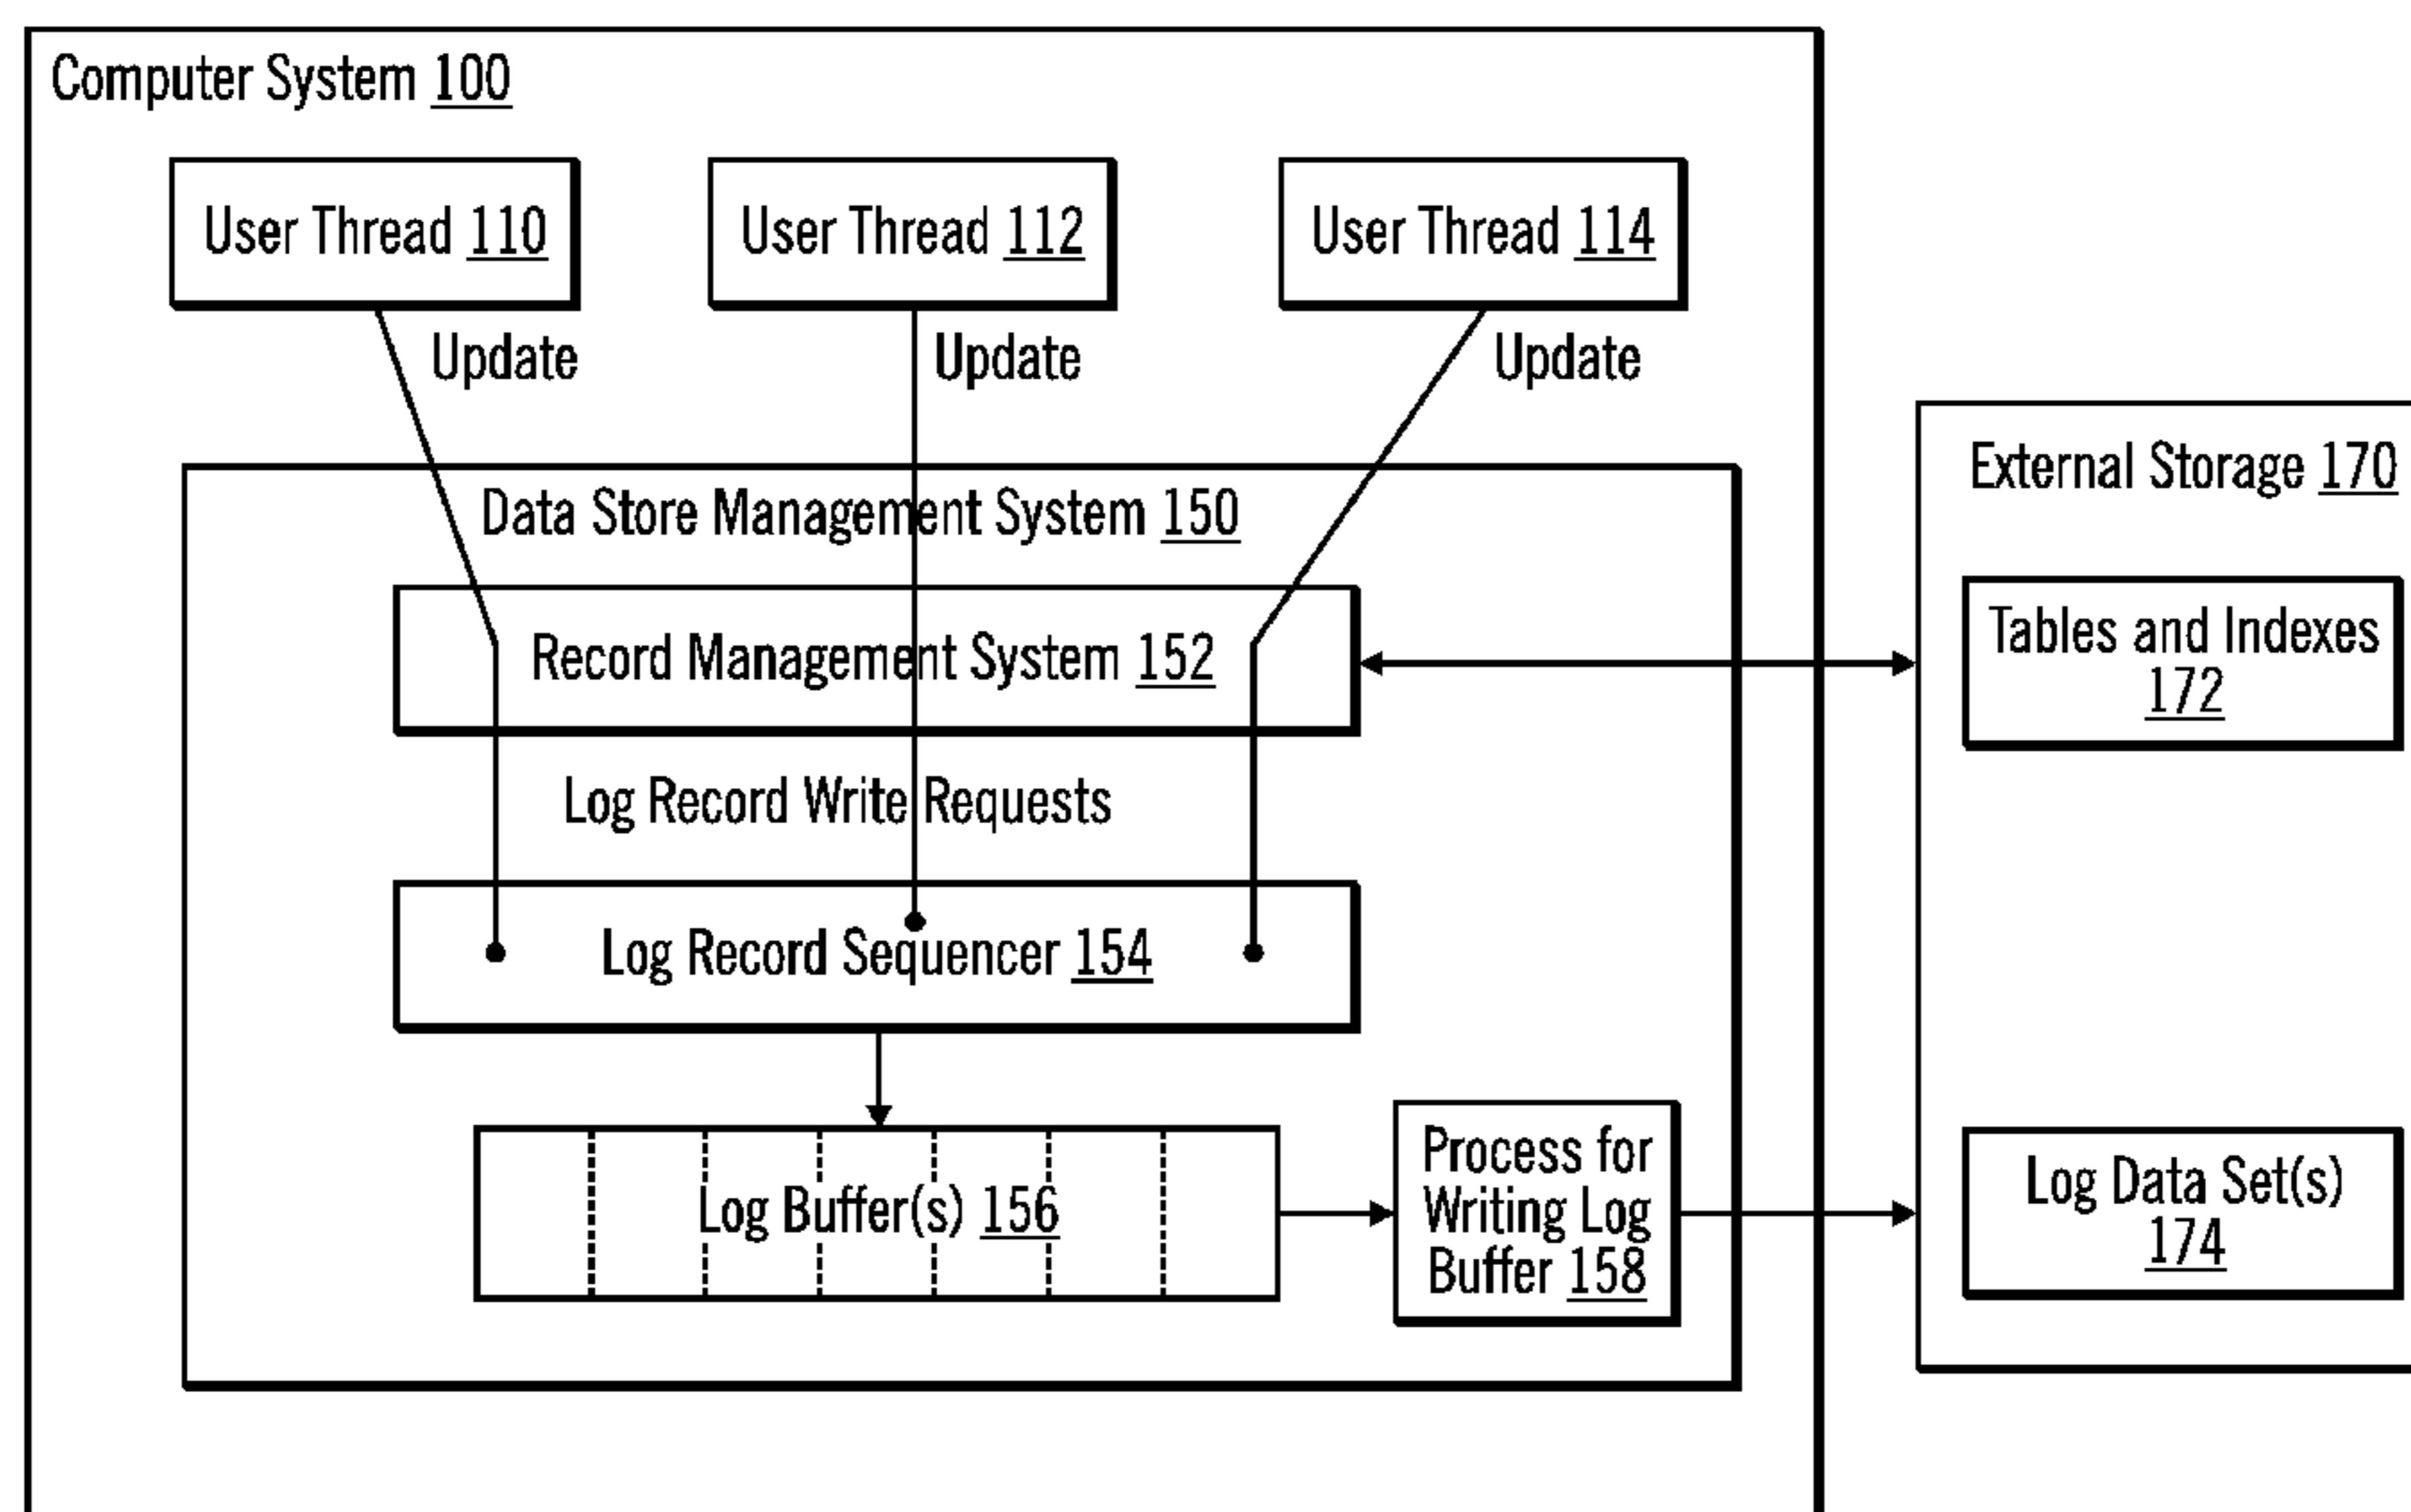 Computer System 100
User Thread 110
User Thread 112
User Thread 114
Update
Update
Update
Data Store Management System 150
External Storage 170
Record Management System 152
Tables and Indexes
172
Log Record Write Requests
Log Record Sequencer 154
Log Buffer(s) 156
Process for
Writing Log
Buffer 158
Log Data Set(s)
174